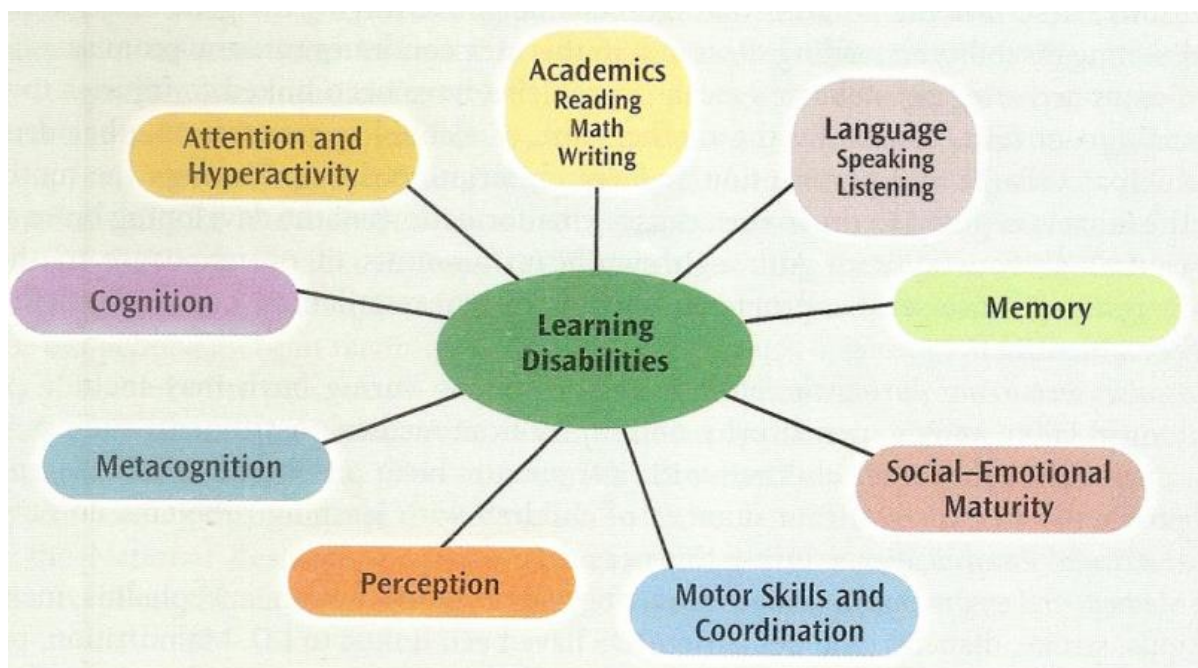 Academics
Reading
Math
Writing
Language
Speaking
Listening
Attention and
Hyperactivity
Cognition
Learning
Disabilities
Memory
Metacognition
Social–Emotional
Maturity
Perception
Motor Skills and
Coordination